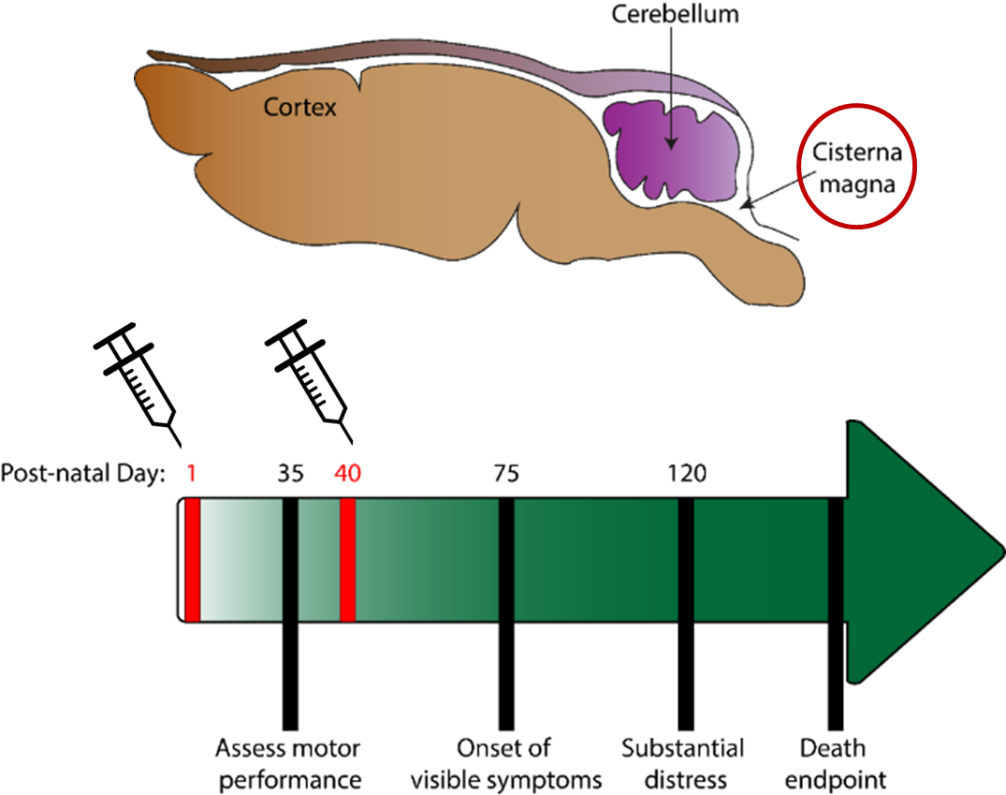 Cerebellum
Cortex
Cisterna
magna
Post-natal Day: 1 35 40 75 120
Assess motor
performance
Onset of
visible symptoms
Substantial
distress
Death
endpoint